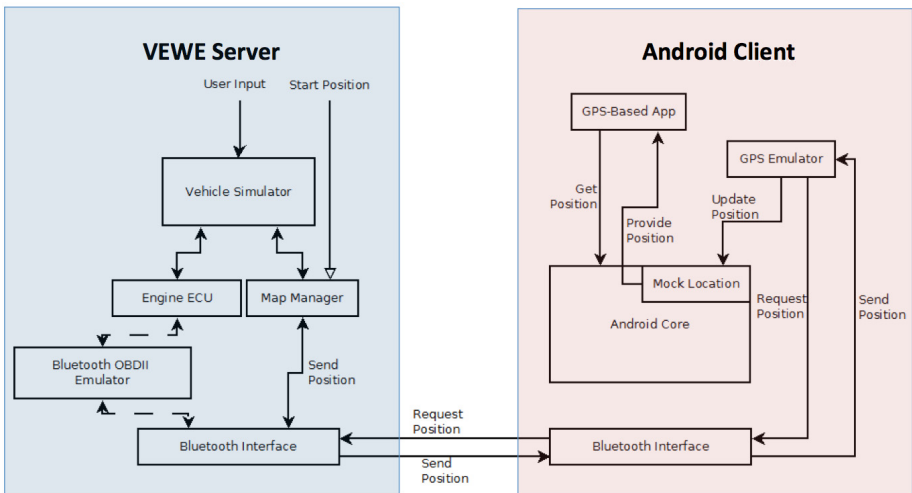 VEWE Server
User Input
Start Position
Vehicle Simulator
Engine ECU
Map Manager
Bluetooth OBDII
Emulator
Send
Position
Bluetooth Interface
Request
Position
Send
Position
Android Client
GPS-Based App
GPS Emulator
Get
Position
Update
Position
Provide
Position
Mock Location
Android Core
Request
Position
Send
Position
Bluetooth Interface